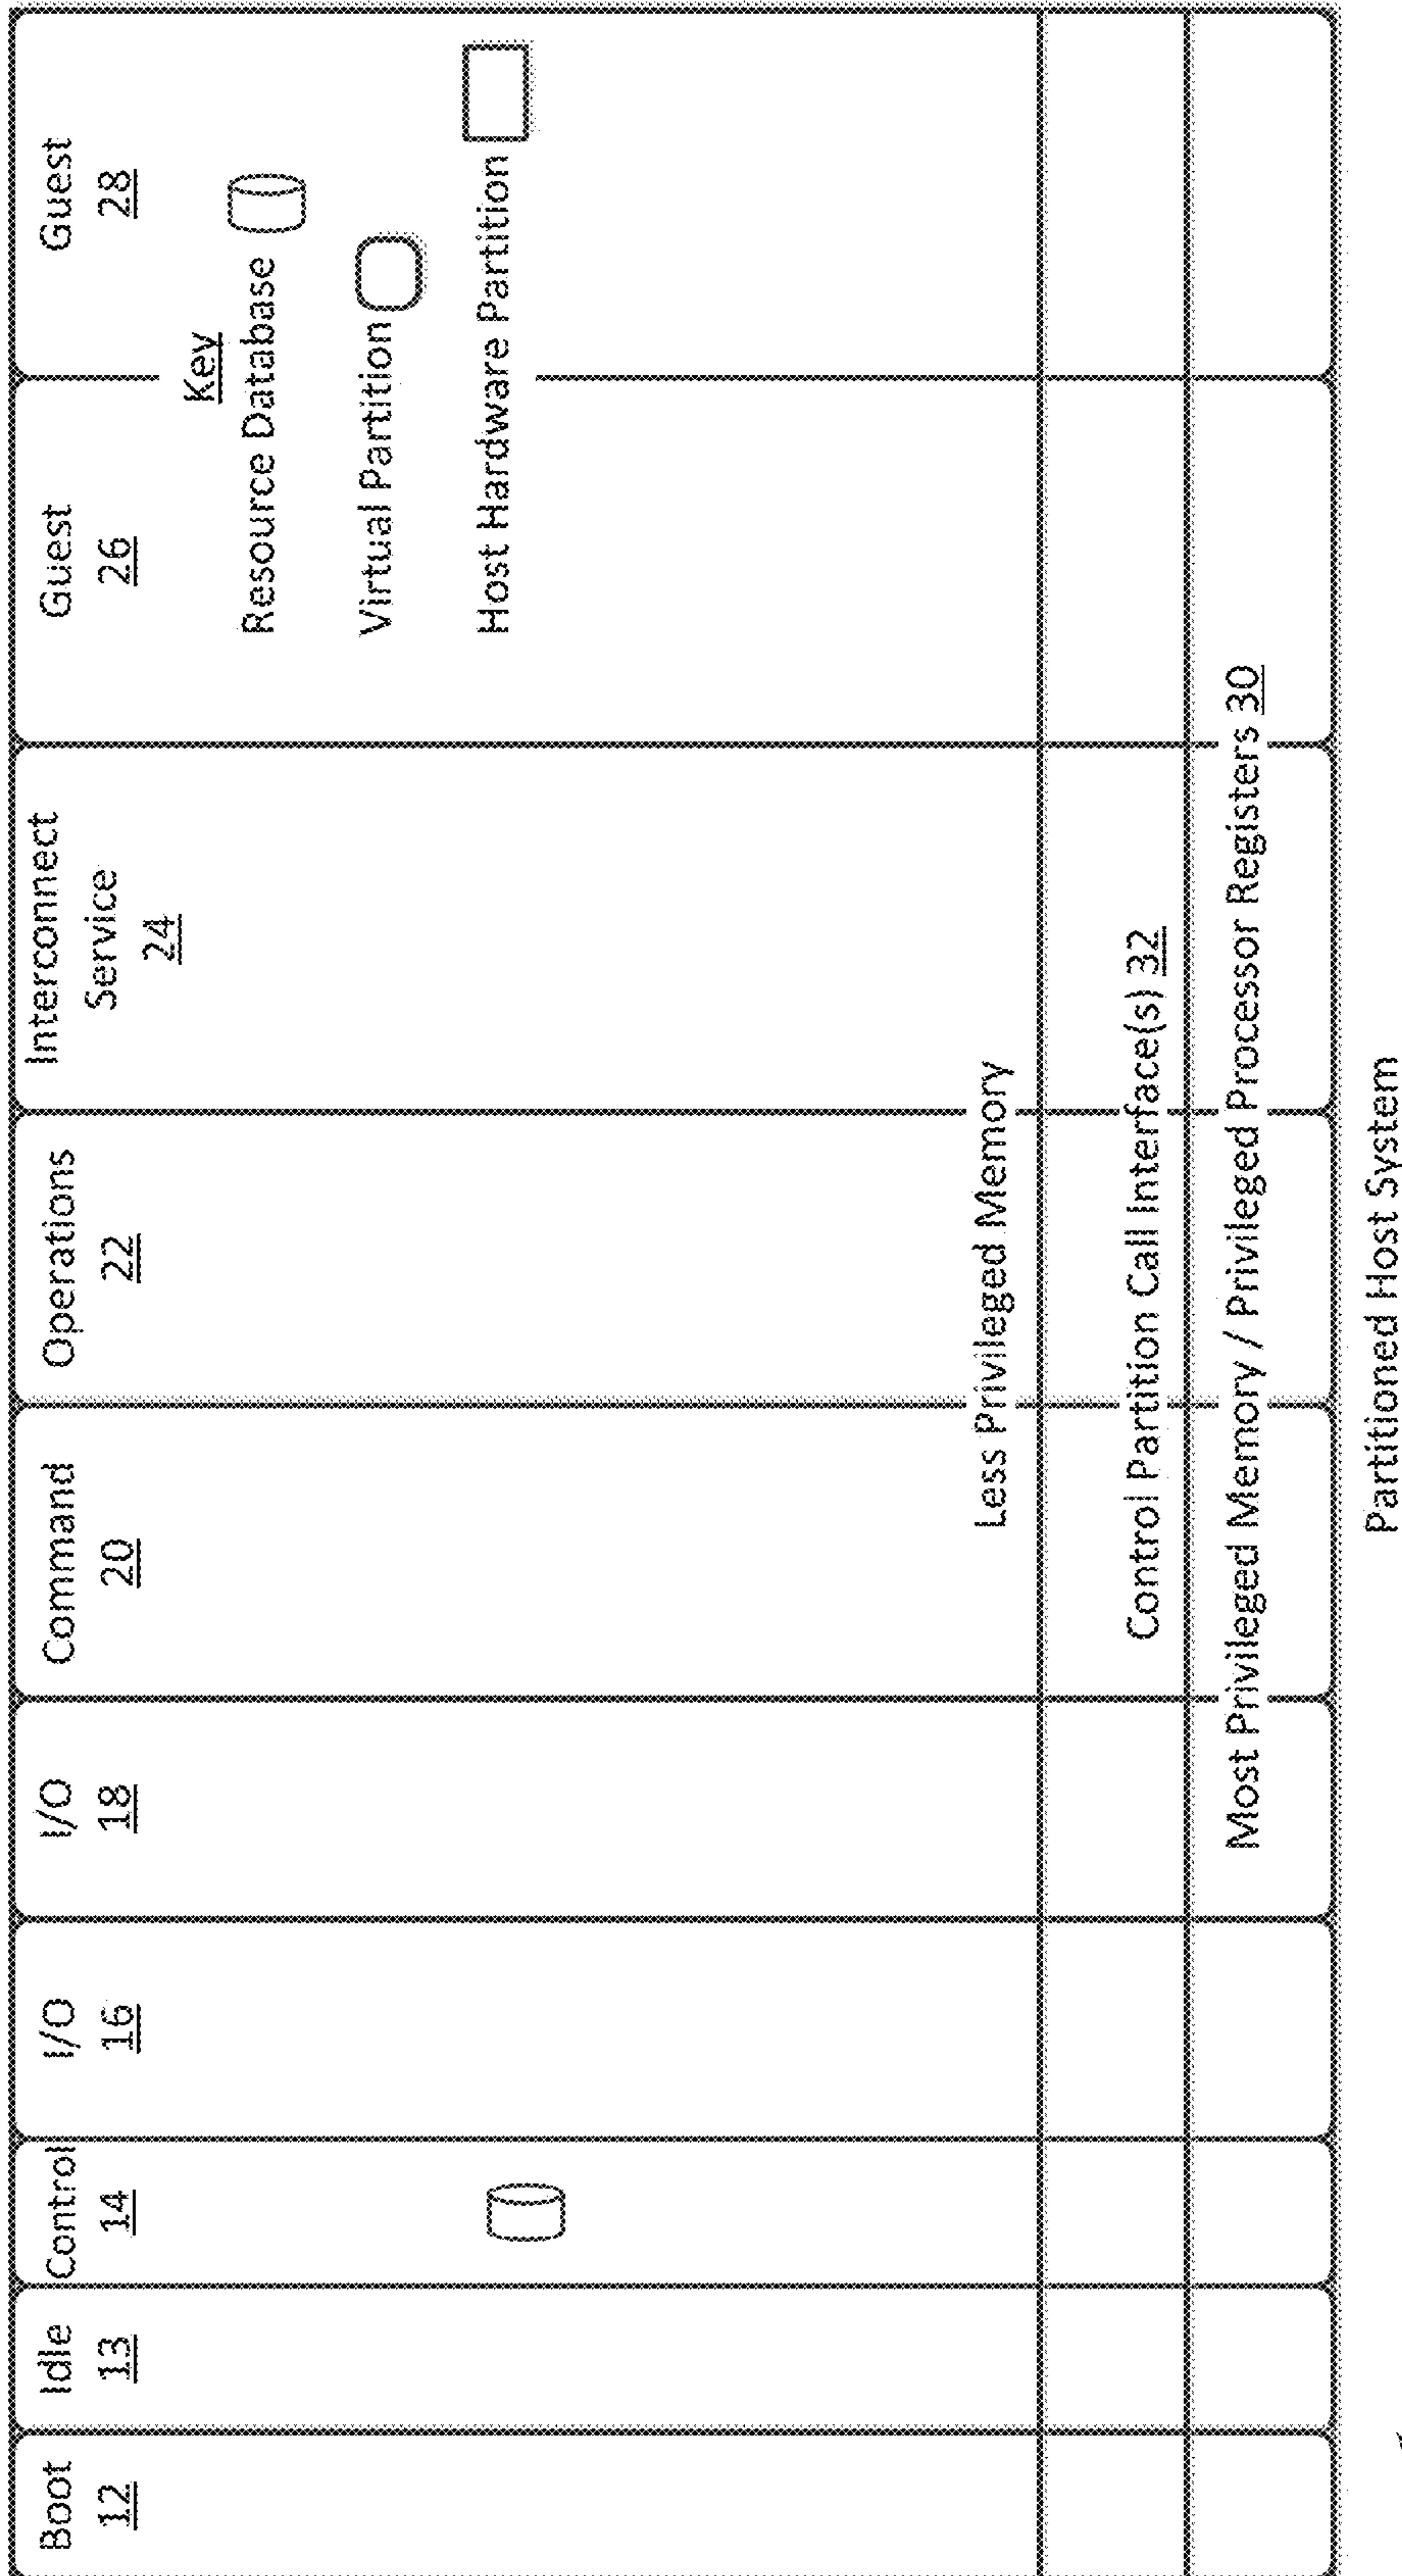 Boot
12
Idle
13
Control
14
I/O
16
I/O
18
Command
20
Operations
22
Interconnect
Service
24
Guest
26
Guest
28
Key
Resource Database
Virtual Partition
Host Hardware Partition
Less Privileged Memory
Control Partition Call Interface(s) 32
Most Privileged Memory / Privileged Processor Registers 30
Partitioned Host System